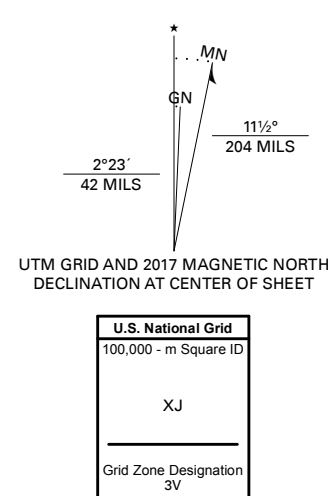 ★
MN
GN
11½°
204 MILS
2°23´
42 MILS
UTM GRID AND 2017 MAGNETIC NORTH
DECLINATION AT CENTER OF SHEET
U.S. National Grid
100,000 - m Square ID
XJ
Grid Zone Designation
3V